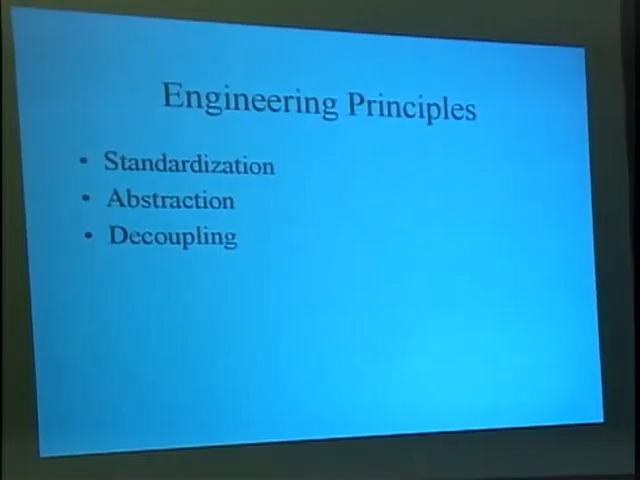 Engineering Principles
• Standardization
• Abstraction
• Decoupling